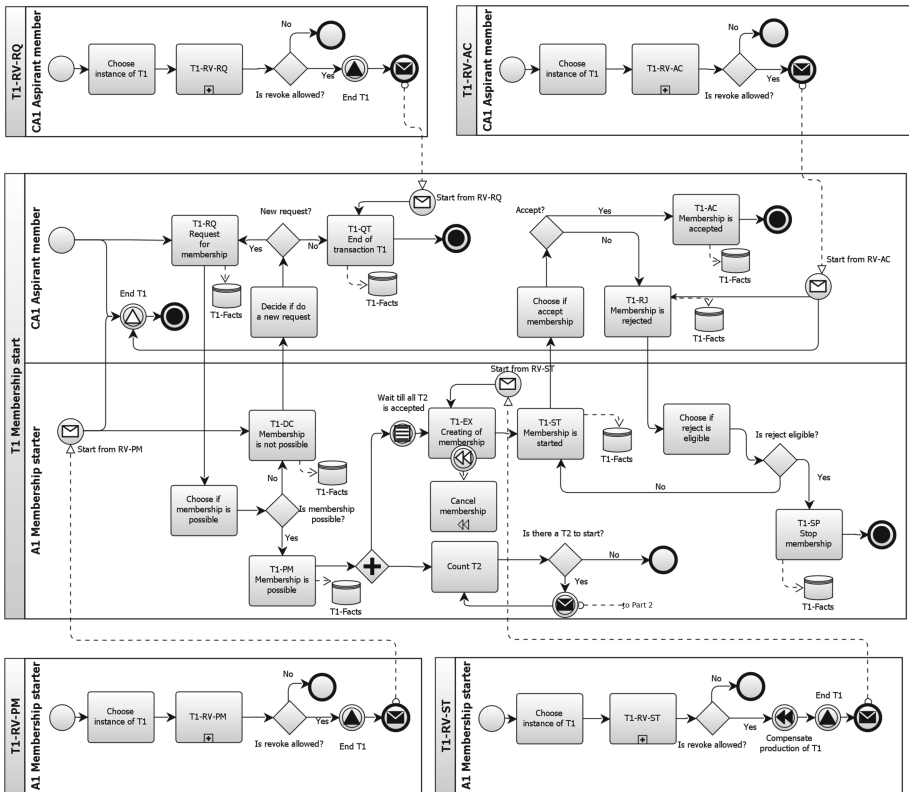 T1-RV-RQ
CA1 Aspirant member
Choose
instance of T1
T1-RV-RQ
No
Is revoke allowed?
Yes
End T1
T1-RV-AC
CA1 Aspirant member
Choose
instance of T1
T1-RV-AC
No
Is revoke allowed?
Yes
T1 Membership start
CA1 Aspirant member
T1-RQ
Request
for
membership
T1-Facts
New request?
Yes
No
T1-QT
End of
transaction T1
T1-Facts
Start from RV-RQ
Decide if do
a new request
End T1
Accept?
Yes
No
T1-AC
Membership is
accepted
T1-Facts
Choose if
accept
membership
T1-RJ
Membership is
rejected
T1-Facts
Start from RV-AC
A1 Membership starter
Start from RV-PM
T1-DC
Membership
is not possible
T1-Facts
Choose if
membership is
possible
No
Is membership
possible?
Yes
T1-PM
Membership is
possible
T1-Facts
Wait till all T2
is accepted
Start from RV-ST
T1-EX
Creating of
membership
Cancel
membership
T1-ST
Membership is
started
T1-Facts
Choose if
reject is
eligible
Is reject eligible?
No
Yes
T1-SP
Stop
membership
T1-Facts
Count T2
Is there a T2 to start?
No
Yes
to Part 2
T1-RV-PM
A1 Membership starter
Choose
instance of T1
T1-RV-PM
No
Is revoke allowed?
Yes
End T1
T1-RV-ST
A1 Membership starter
Choose
instance of T1
T1-RV-ST
No
Is revoke allowed?
Yes
Compensate
production of T1
End T1